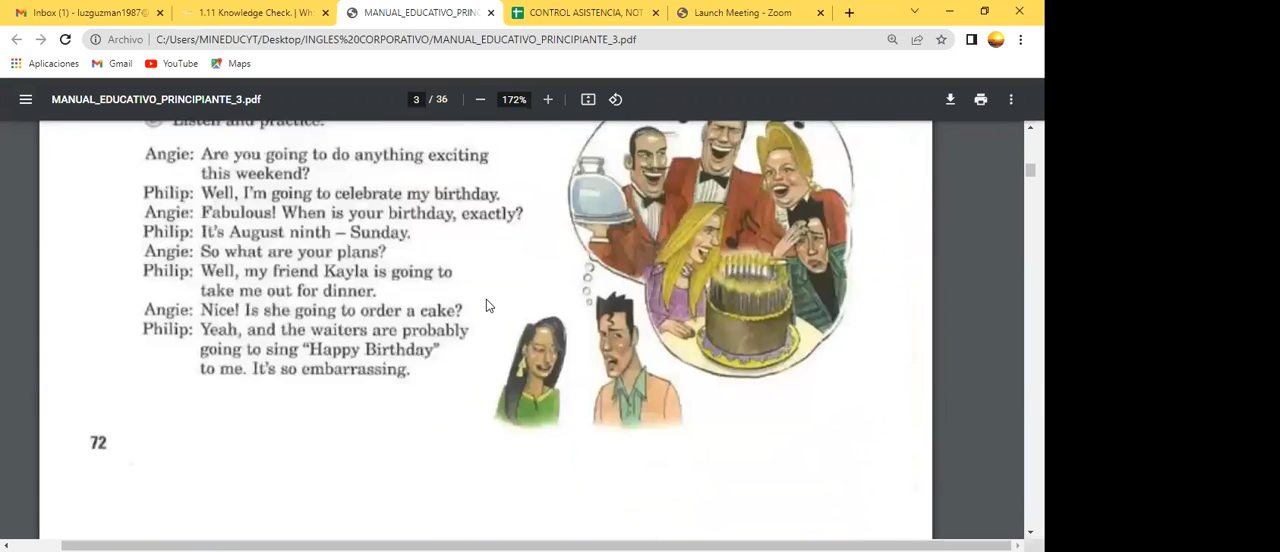 Inbox (1) - luzguzman1987@
1.11 Knowledge Check. | Wh
MANUAL_EDUCATIVO_PRINC
CONTROL ASISTENCIA, NOT
Launch Meeting - Zoom
Archivo
C:/Users/MINEDUCYT/Desktop/INGLES%20CORPORATIVO/MANUAL_EDUCATIVO_PRINCIPIANTE_3.pdf
Aplicaciones
Gmail
YouTube
Maps
MANUAL_EDUCATIVO_PRINCIPIANTE_3.pdf
3 / 36
172%
Listen and practice.
Angie: Are you going to do anything exciting
this weekend?
Philip: Well, I'm going to celebrate my birthday.
Angie: Fabulous! When is your birthday, exactly?
Philip: It's August ninth – Sunday.
Angie: So what are your plans?
Philip: Well, my friend Kayla is going to
take me out for dinner.
Angie: Nice! Is she going to order a cake?
Philip: Yeah, and the waiters are probably
going to sing "Happy Birthday"
to me. It's so embarrassing.
72